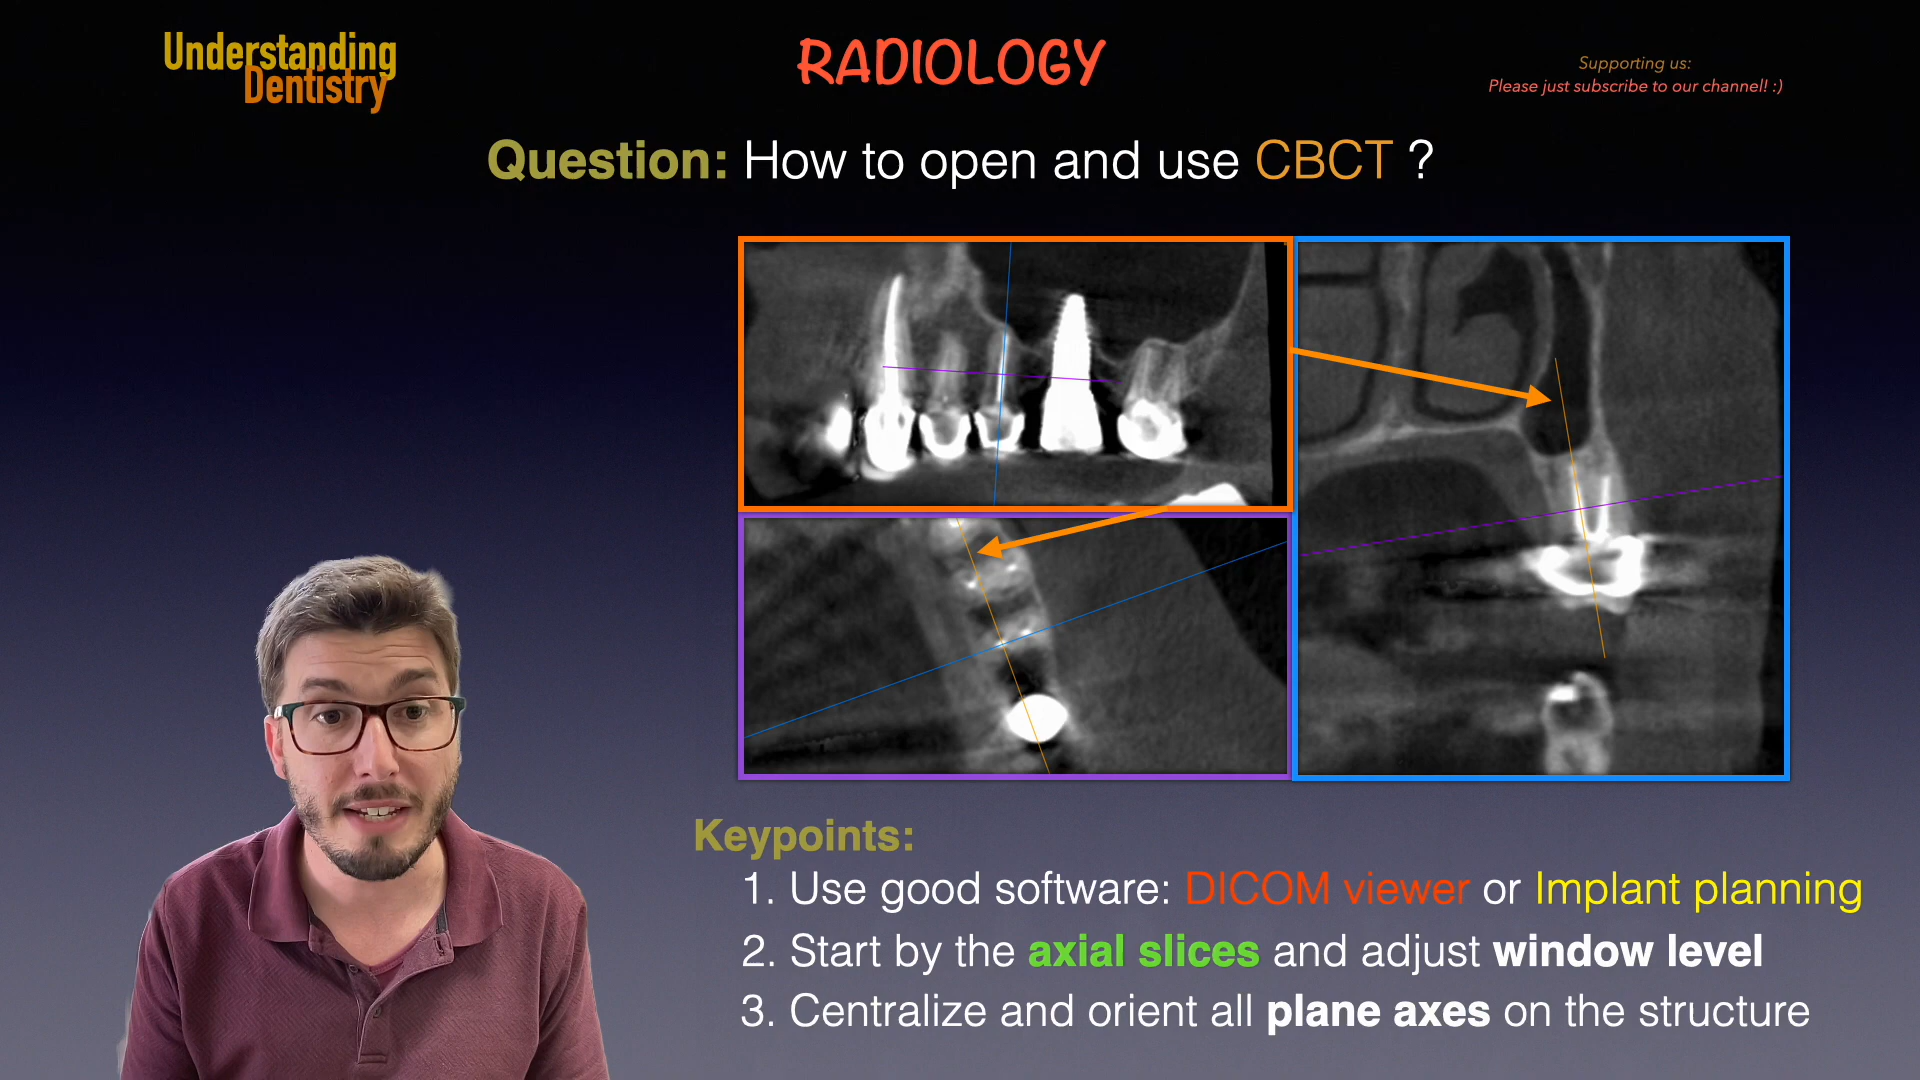 Understanding
Dentistry
RADIOLOGY
Supporting us:
Please just subscribe to our channel! :)
Question: How to open and use CBCT ?
Keypoints:
1. Use good software: DICOM viewer or Implant planning
2. Start by the axial slices and adjust window level
3. Centralize and orient all plane axes on the structure